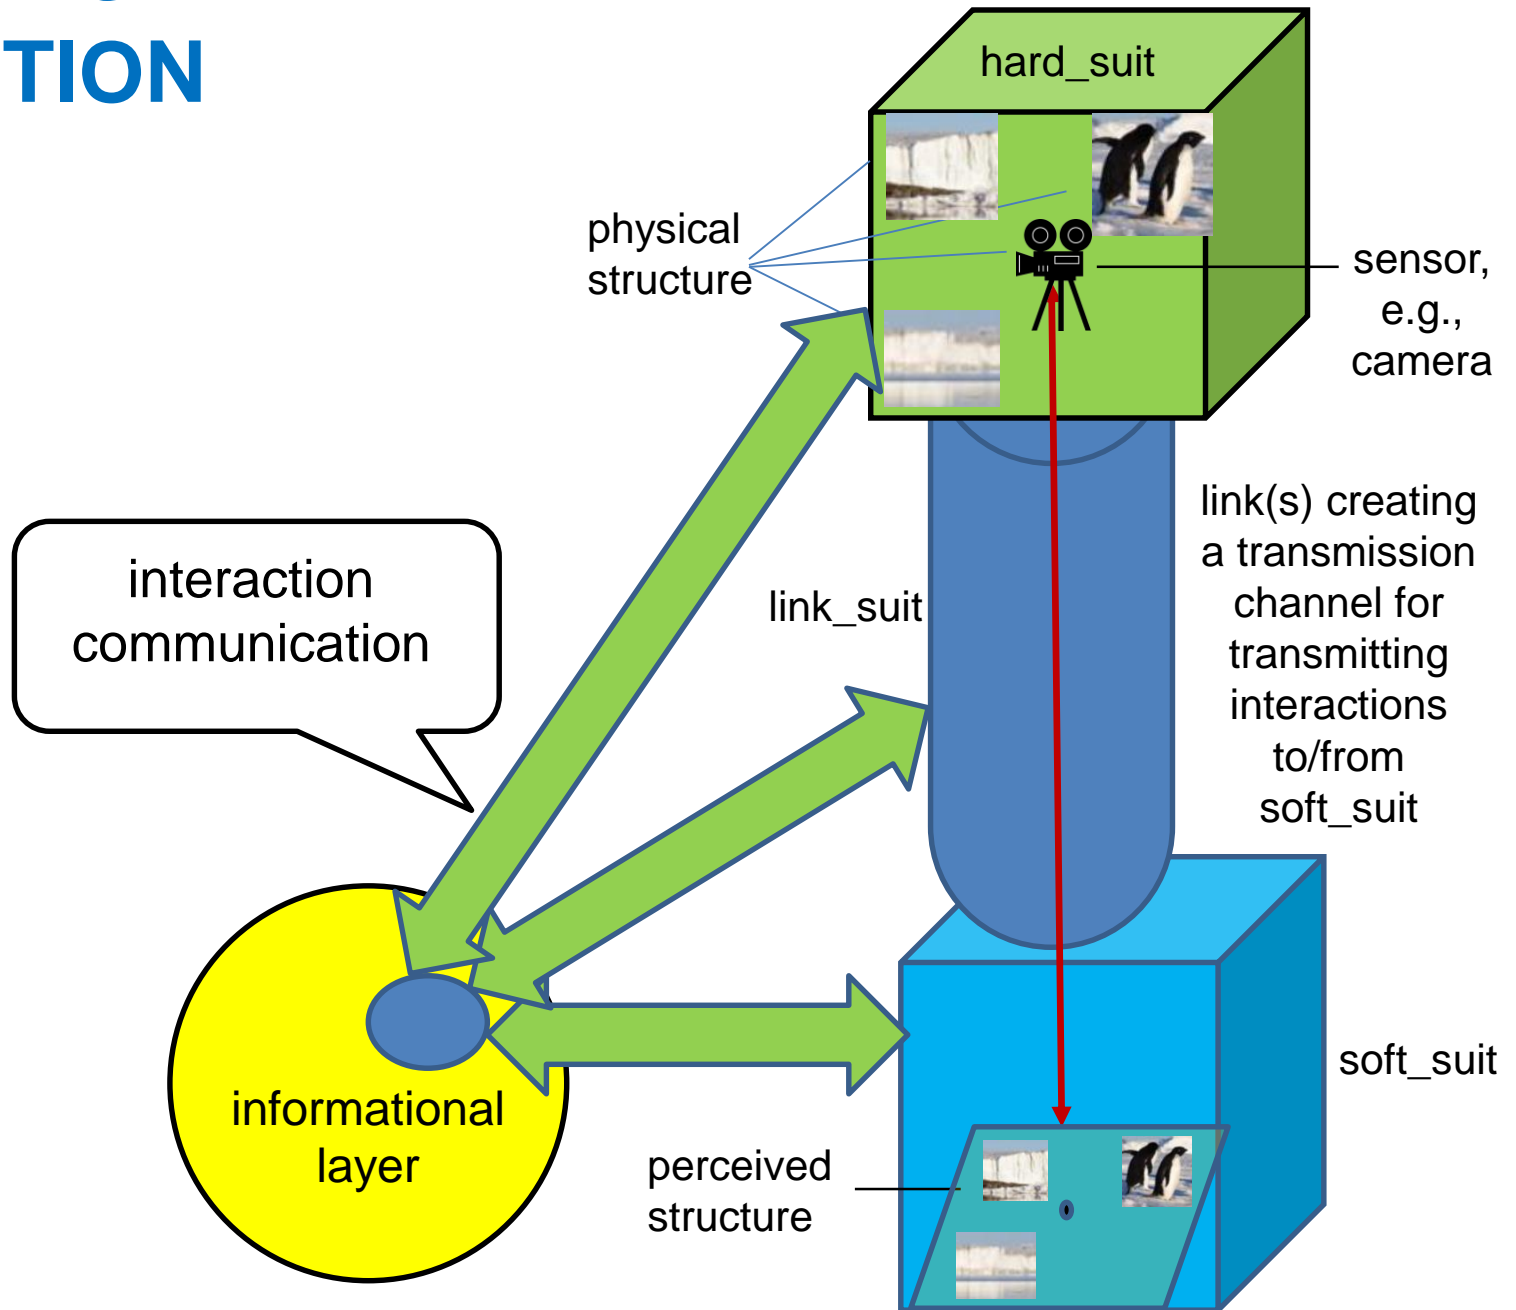 TION
hard_suit
physical
structure
sensor,
e.g.,
camera
link(s) creating
a transmission
channel for
transmitting
interactions
to/from
soft_suit
interaction
communication
link_suit
informational
layer
soft_suit
perceived
structure